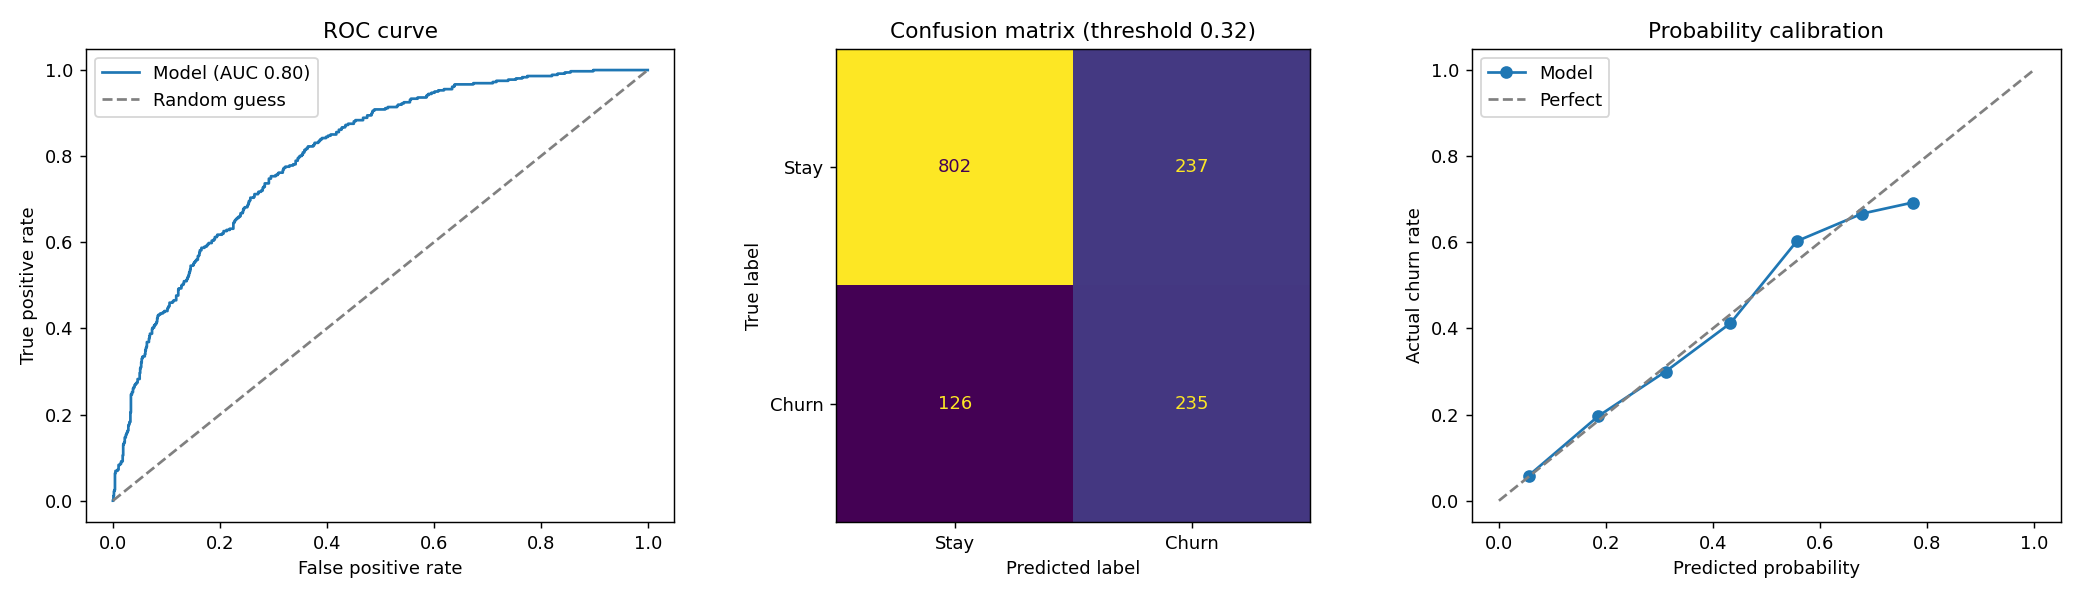 ROC curve
Model (AUC 0.80)
Random guess
1.0
0.8
0.6
0.4
0.2
0.0
True positive rate
0.0 0.2 0.4 0.6 0.8 1.0
False positive rate
Confusion matrix (threshold 0.32)
Stay
802 237
Churn
126 235
True label
Stay Churn
Predicted label
Probability calibration
Model
Perfect
1.0
0.8
0.6
0.4
0.2
0.0
Actual churn rate
0.0 0.2 0.4 0.6 0.8 1.0
Predicted probability